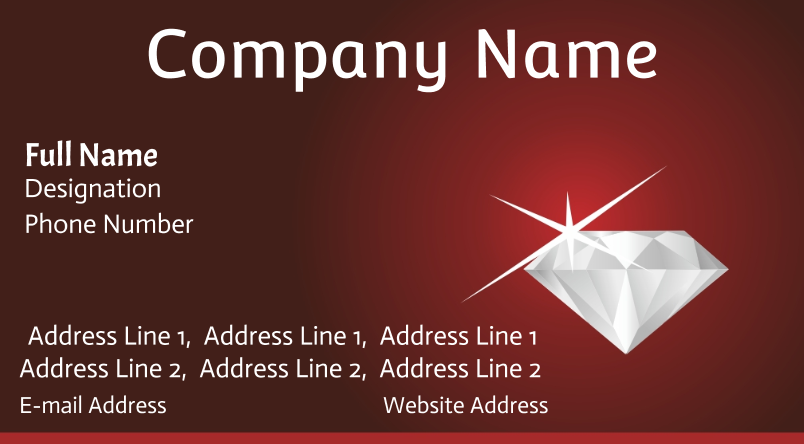 Company Name
Full Name
Designation
Phone Number
Address Line 1, Address Line 1, Address Line 1
Address Line 2, Address Line 2, Address Line 2
E-mail Address Website Address